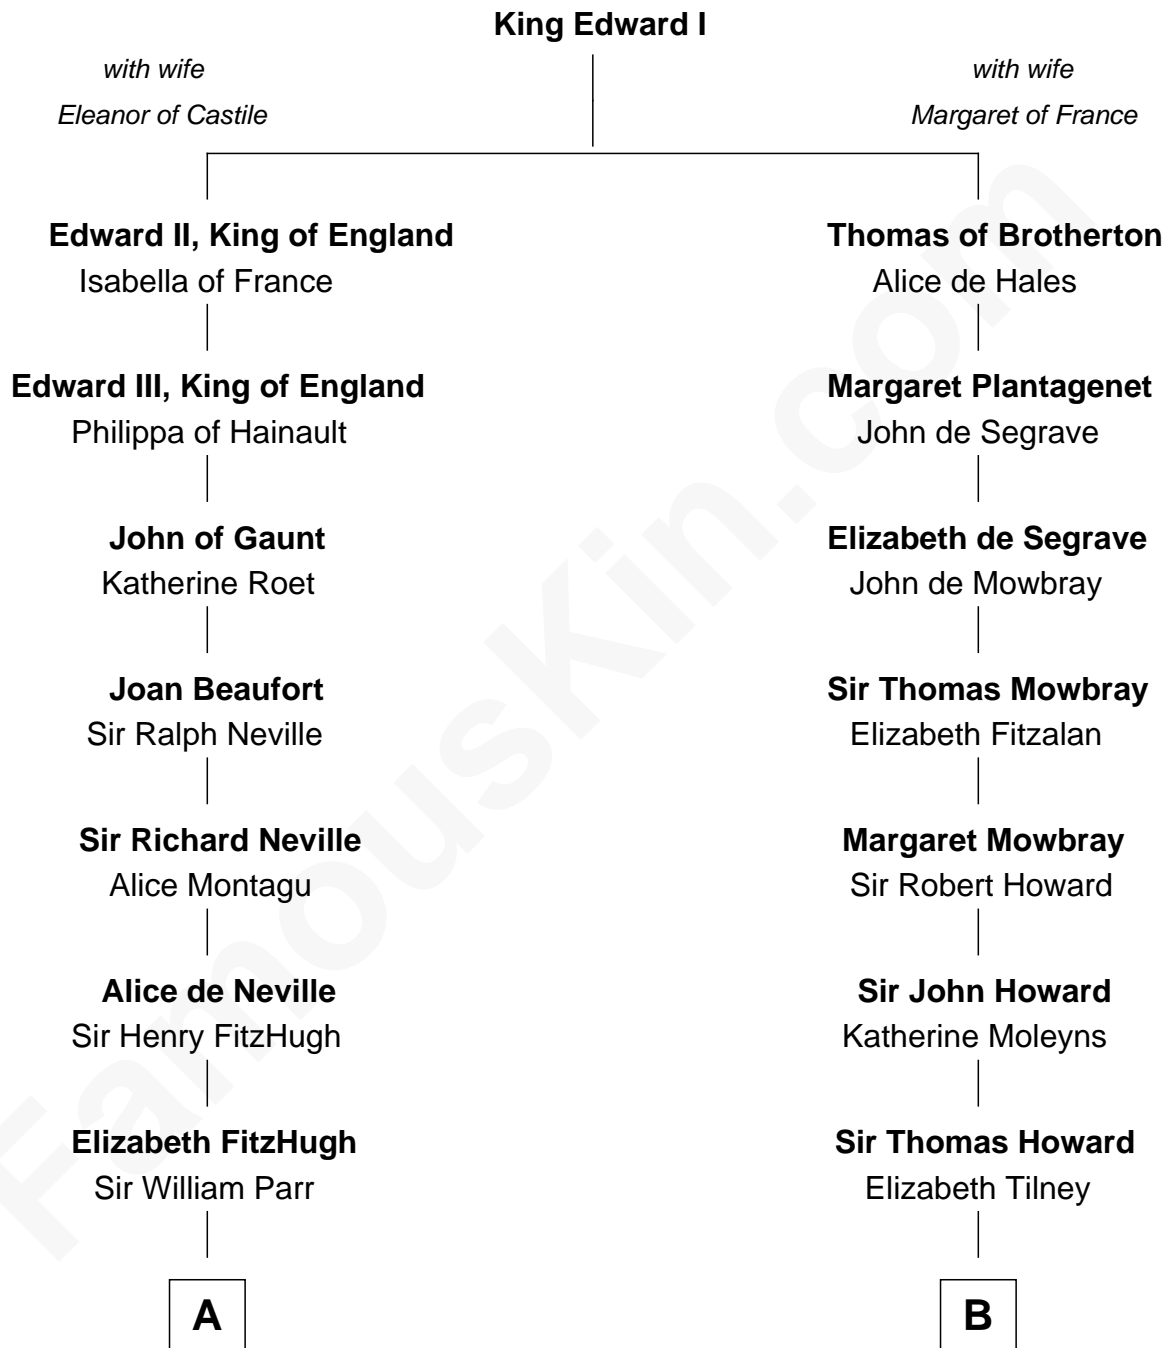 King Edward I
with wife
Eleanor of Castile
with wife
Margaret of France
Edward II, King of England
Isabella of France
Thomas of Brotherton
Alice de Hales
Edward III, King of England
Philippa of Hainault
Margaret Plantagenet
John de Segrave
John of Gaunt
Katherine Roet
Elizabeth de Segrave
John de Mowbray
Joan Beaufort
Sir Ralph Neville
Sir Thomas Mowbray
Elizabeth Fitzalan
Sir Richard Neville
Alice Montagu
Margaret Mowbray
Sir Robert Howard
Alice de Neville
Sir Henry FitzHugh
Sir John Howard
Katherine Moleyns
Elizabeth FitzHugh
Sir William Parr
Sir Thomas Howard
Elizabeth Tilney
A
B
FamousKin.com